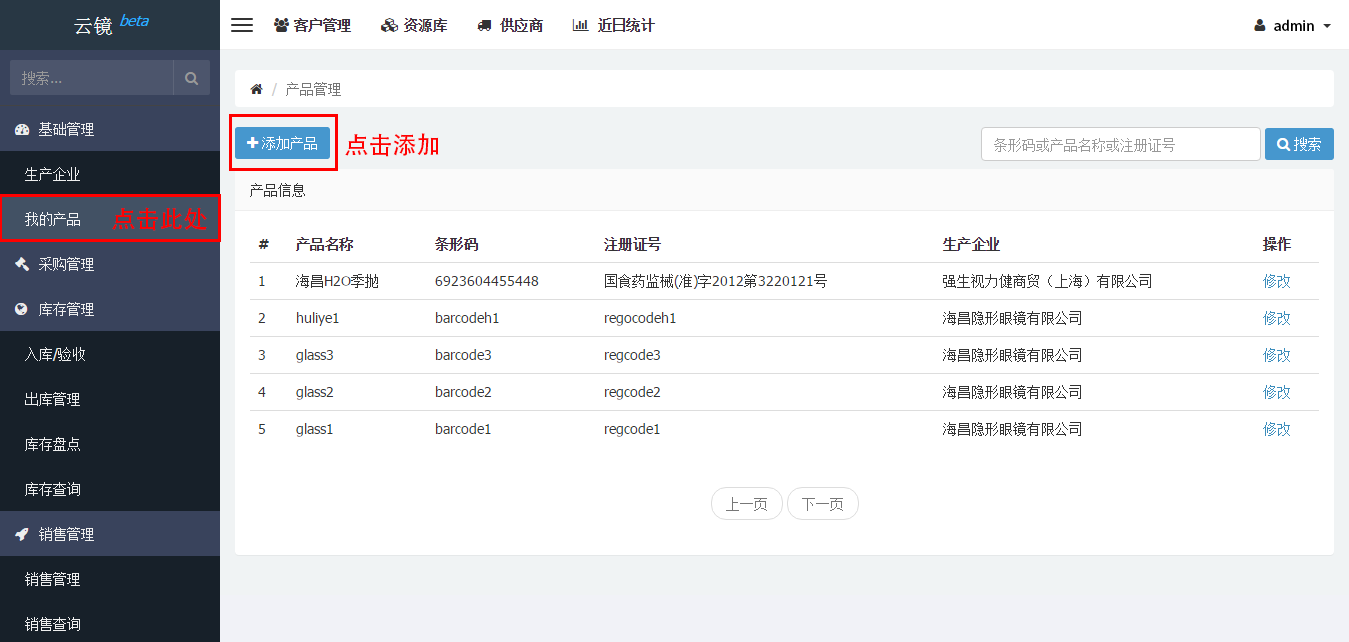 云镜 beta
客户管理 资源库 供应商 近日统计 admin
搜索...
/ 产品管理
基础管理
+添加产品 点击添加 条形码或产品名称或注册证号 搜索
生产企业
产品信息
我的产品 点击此处
# 产品名称 条形码 注册证号 生产企业 操作
采购管理
1 海昌H2O季抛 6923604455448 国食药监械(准)字2012第3220121号 强生视力健商贸（上海）有限公司 修改
库存管理
2 huliye1 barcodeh1 regocodeh1 海昌隐形眼镜有限公司 修改
入库/验收
3 glass3 barcode3 regcode3 海昌隐形眼镜有限公司 修改
出库管理
4 glass2 barcode2 regcode2 海昌隐形眼镜有限公司 修改
库存盘点
5 glass1 barcode1 regcode1 海昌隐形眼镜有限公司 修改
库存查询
上一页 下一页
销售管理
销售管理
销售查询